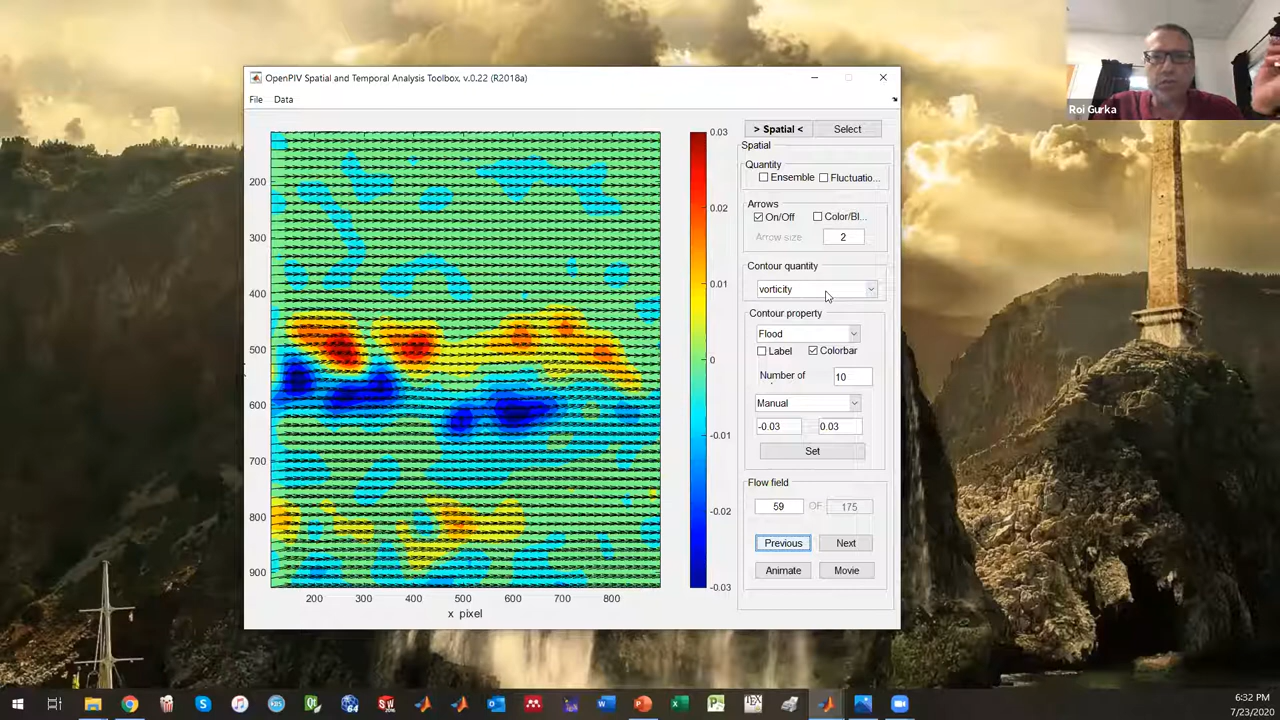 OpenPIV Spatial and Temporal Analysis Toolbox, v.0.22 (R2018a)
File Data
Roi Gurka
> Spatial < Select
Spatial
Quantity
Ensemble Fluctuatio...
Arrows
On/Off Color/Bl...
Arrow size 2
Contour quantity
vorticity
Contour property
Flood
Label Colorbar
Number of 10
Manual
-0.03 0.03
Set
Flow field
59 OF 175
Previous Next
Animate Movie
200
300
400
500
600
700
800
900
200 300 400 500 600 700 800
x pixel
0.03
0.02
0.01
0
-0.01
-0.02
-0.03
6:32 PM
7/23/2020